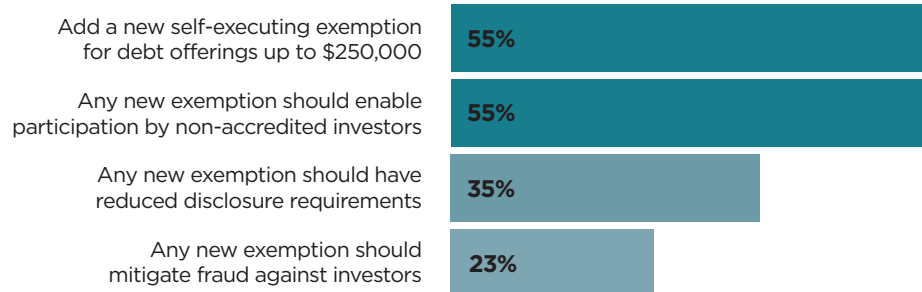 Add a new self-executing exemption
for debt offerings up to $250,000
55%
Any new exemption should enable
participation by non-accredited investors
55%
Any new exemption should have
reduced disclosure requirements
35%
Any new exemption should
mitigate fraud against investors
23%